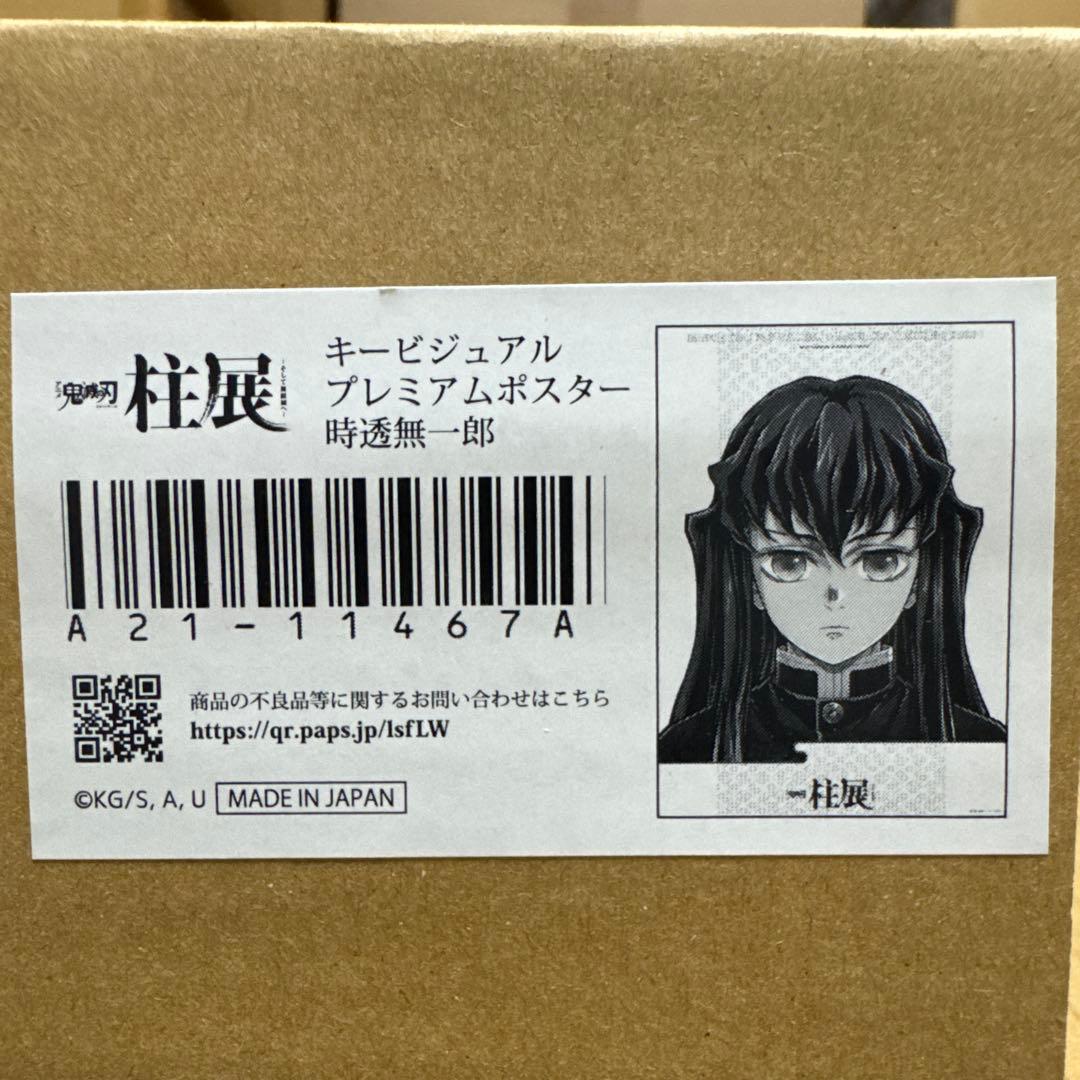 鬼滅の刃
柱展
キービジュアル
プレミアムポスター
時透無一郎
A21-11467A
商品の不良品等に関するお問い合わせはこちら
https://qr.paps.jp/lsfLW
©KG/S, A, U MADE IN JAPAN
柱展